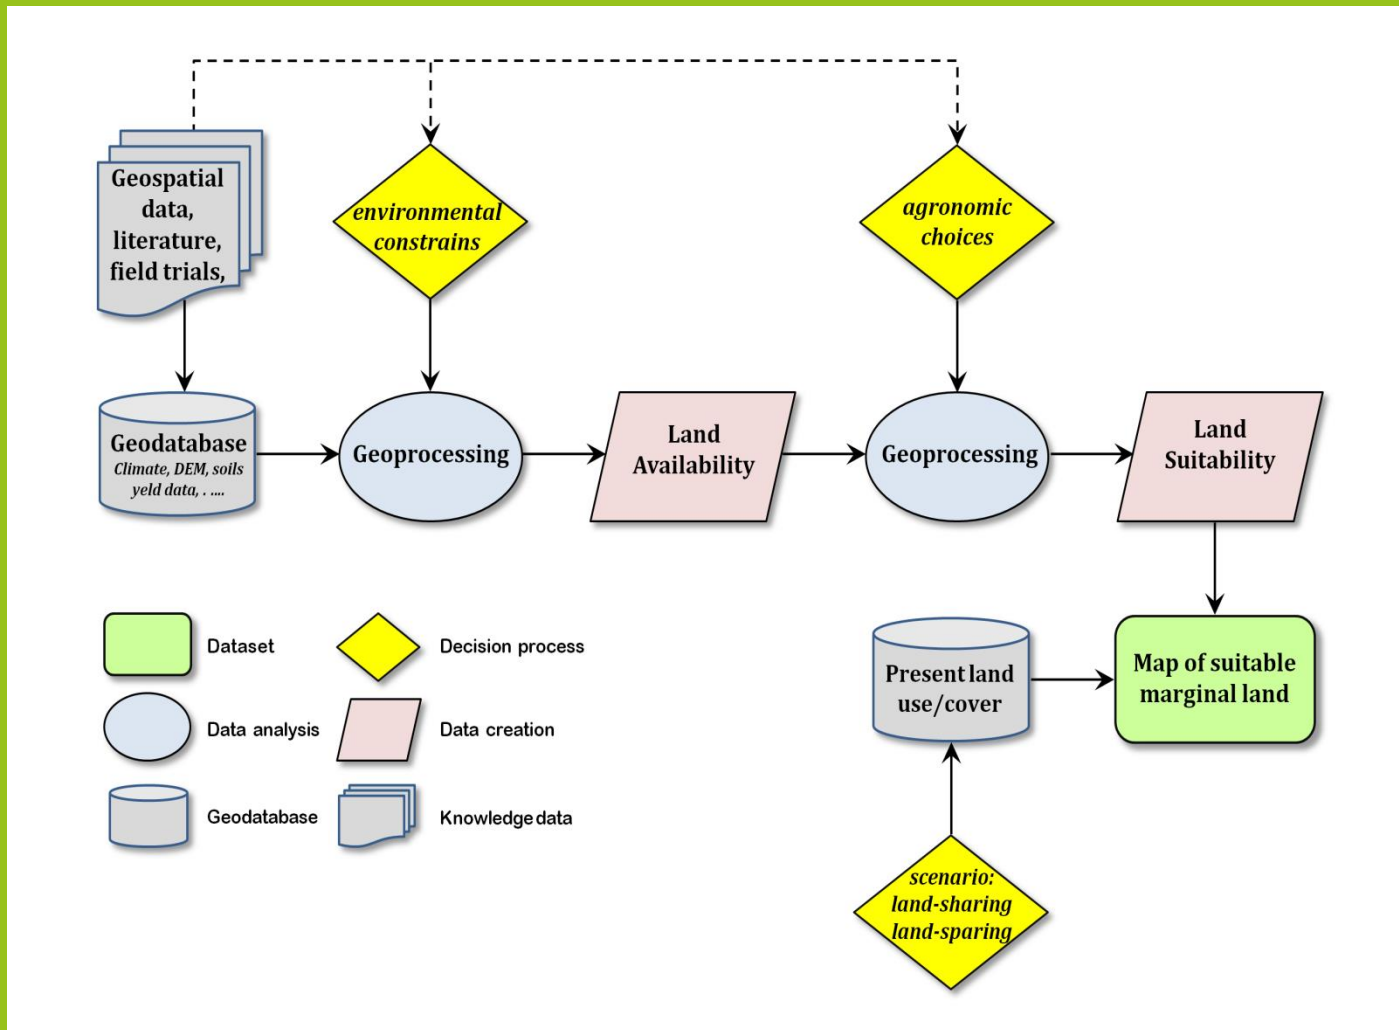 Geospatial
data,
literature,
field trials,
environmental
constrains
agronomic
choices
Geodatabase
Climate, DEM, soils
yeld data, . ....
Geoprocessing
Land
Availability
Geoprocessing
Land
Suitability
Dataset
Decision process
Data analysis
Data creation
Geodatabase
Knowledge data
Present land
use/cover
Map of suitable
marginal land
scenario:
land-sharing
land-sparing